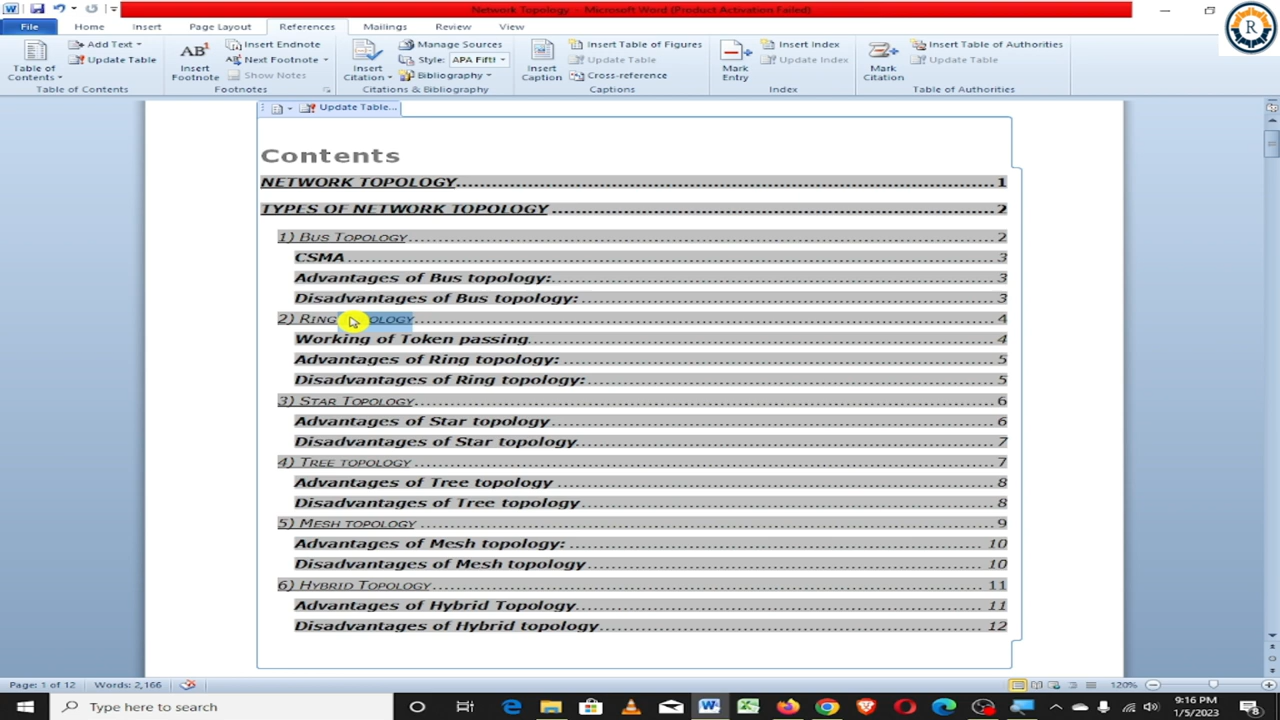 Network Topology - Microsoft Word (Product Activation Failed)
File Home Insert Page Layout References Mailings Review View
Table of Contents
Add Text
Update Table
Table of Contents
AB¹ Insert Footnote
Insert Endnote
Next Footnote
Show Notes
Footnotes
Insert Citation
Manage Sources
Style: APA Fifth
Bibliography
Citations & Bibliography
Insert Caption
Insert Table of Figures
Update Table
Cross-reference
Captions
Mark Entry
Insert Index
Update Index
Index
Mark Citation
Insert Table of Authorities
Update Table
Table of Authorities
R
Update Table...
Contents
NETWORK TOPOLOGY 1
TYPES OF NETWORK TOPOLOGY 2
1) BUS TOPOLOGY 2
CSMA 3
Advantages of Bus topology: 3
Disadvantages of Bus topology: 3
2) RING OLOGY 4
Working of Token passing 4
Advantages of Ring topology: 5
Disadvantages of Ring topology: 5
3) STAR TOPOLOGY 6
Advantages of Star topology 6
Disadvantages of Star topology 7
4) TREE TOPOLOGY 7
Advantages of Tree topology 8
Disadvantages of Tree topology 8
5) MESH TOPOLOGY 9
Advantages of Mesh topology: 10
Disadvantages of Mesh topology 10
6) HYBRID TOPOLOGY 11
Advantages of Hybrid Topology 11
Disadvantages of Hybrid topology 12
Page: 1 of 12 Words: 2,166 120%
Type here to search
9:16 PM
1/5/2023